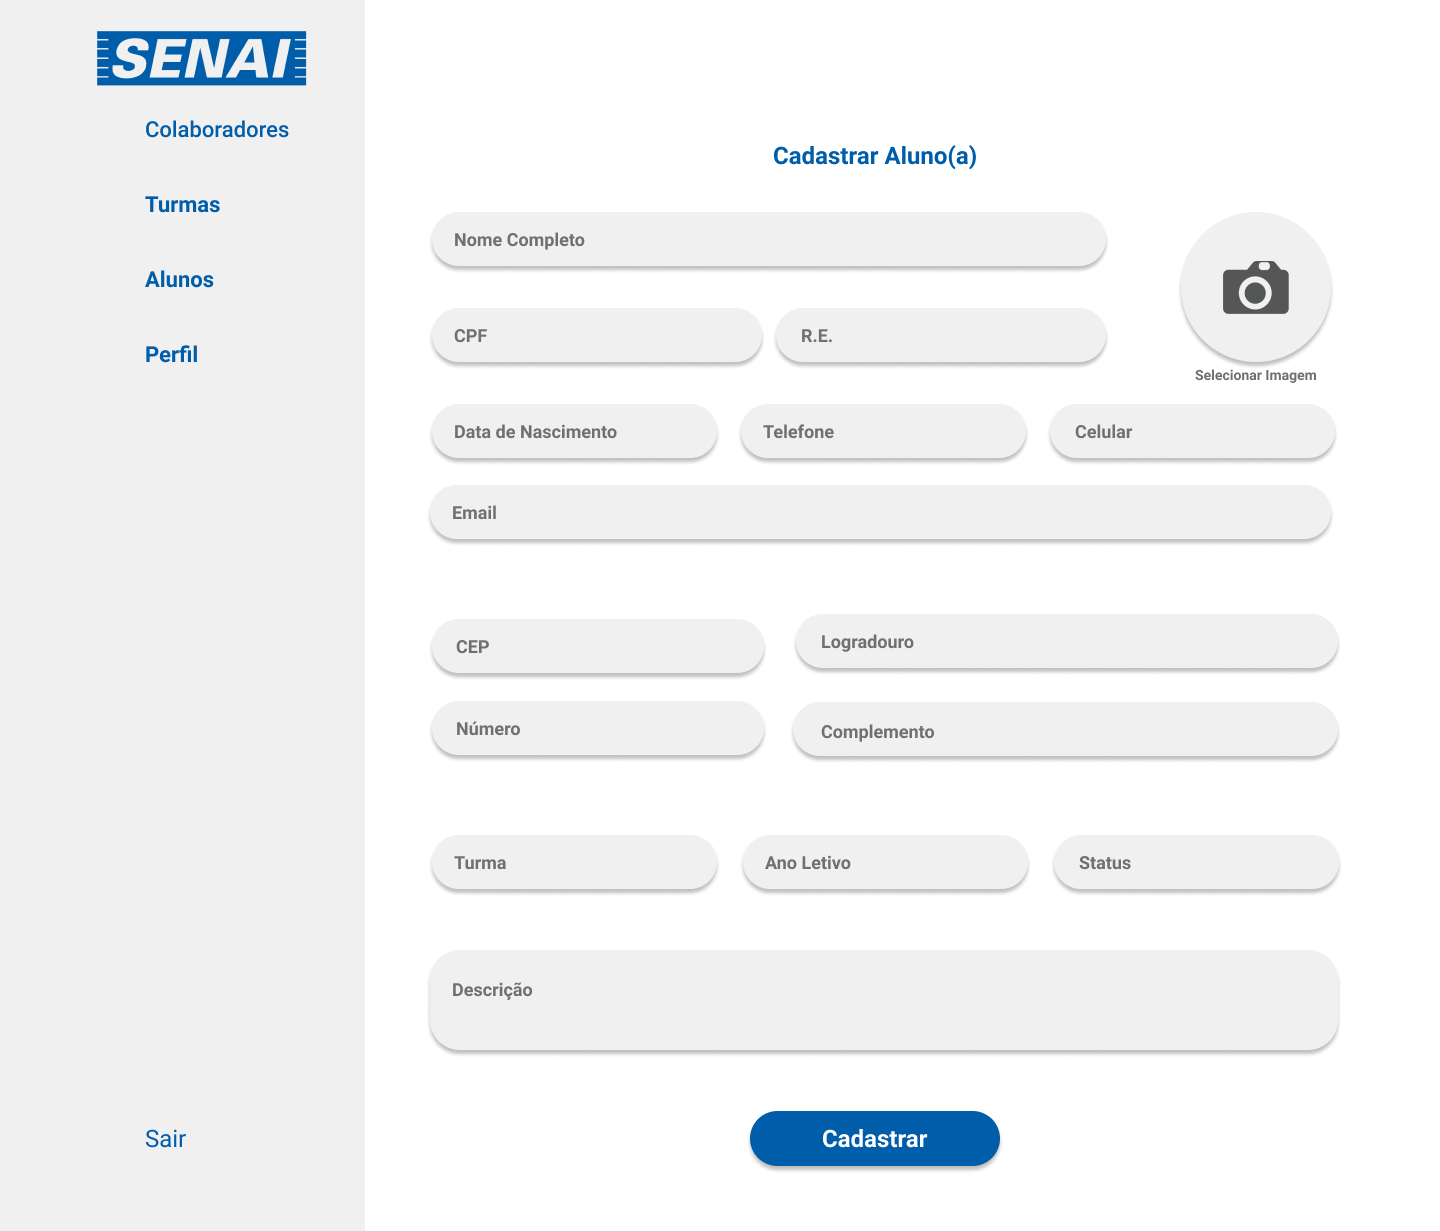 SENAI
Colaboradores
Turmas
Alunos
Perfil
Sair
Cadastrar Aluno(a)
Nome Completo
CPF
R.E.
Selecionar Imagem
Data de Nascimento
Telefone
Celular
Email
CEP
Logradouro
Número
Complemento
Turma
Ano Letivo
Status
Descrição
Cadastrar